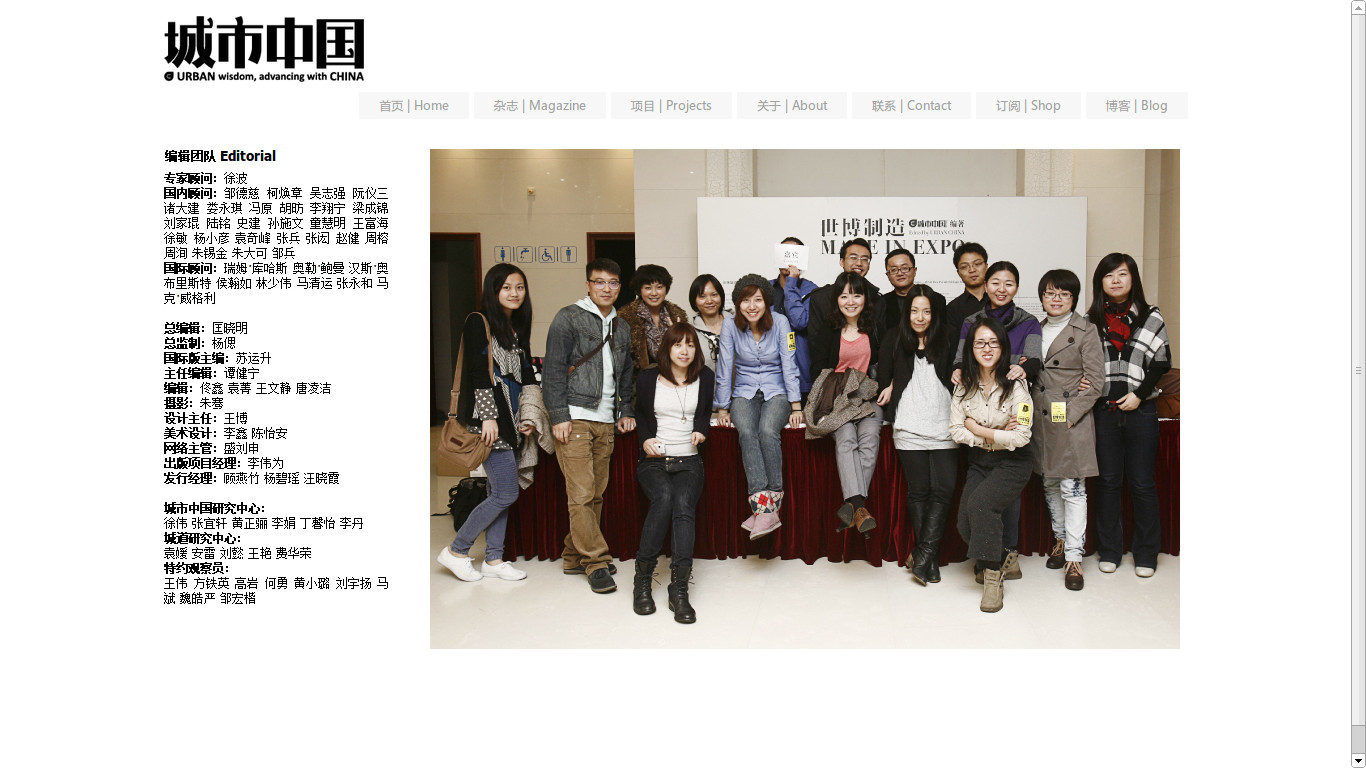 城市中国
URBAN wisdom, advancing with CHINA
首页 | Home 杂志 | Magazine 项目 | Projects 关于 | About 联系 | Contact 订阅 | Shop 博客 | Blog
编辑团队 Editorial
专家顾问：徐波
国内顾问：邹德慈 柯焕章 吴志强 阮仪三
诸大建 娄永琪 冯原 胡昉 李翔宁 梁成锦
刘家琨 陆铭 史建 孙施文 童慧明 王富海
徐敏 杨小彦 袁奇峰 张兵 张闳 赵健 周榕
周洵 朱锡金 朱大可 邹兵
国际顾问：瑞姆·库哈斯 奥勒·鲍曼 汉斯·奥
布里斯特 侯瀚如 林少伟 马清运 张永和 马
克·威格利
总编辑：匡晓明
总监制：杨偲
国际版主编：苏运升
主任编辑：谭健宁
编辑：佟鑫 袁菁 王文静 唐凌洁
摄影：朱骞
设计主任：王博
美术设计：李鑫 陈怡安
网络主管：盛刘申
出版项目经理：李伟为
发行经理：顾燕竹 杨碧瑶 汪晓霞
城市中国研究中心：
徐伟 张宜轩 黄正骊 李娟 丁馨怡 李丹
城道研究中心：
袁媛 安雷 刘懿 王艳 费华荣
特约观察员：
王伟 方铁英 高岩 何勇 黄小璐 刘宇扬 马
斌 魏皓严 邹宏楷
世博制造 城市中国 编著
Edited by URBAN CHINA
MADE IN EXPO
嘉宾